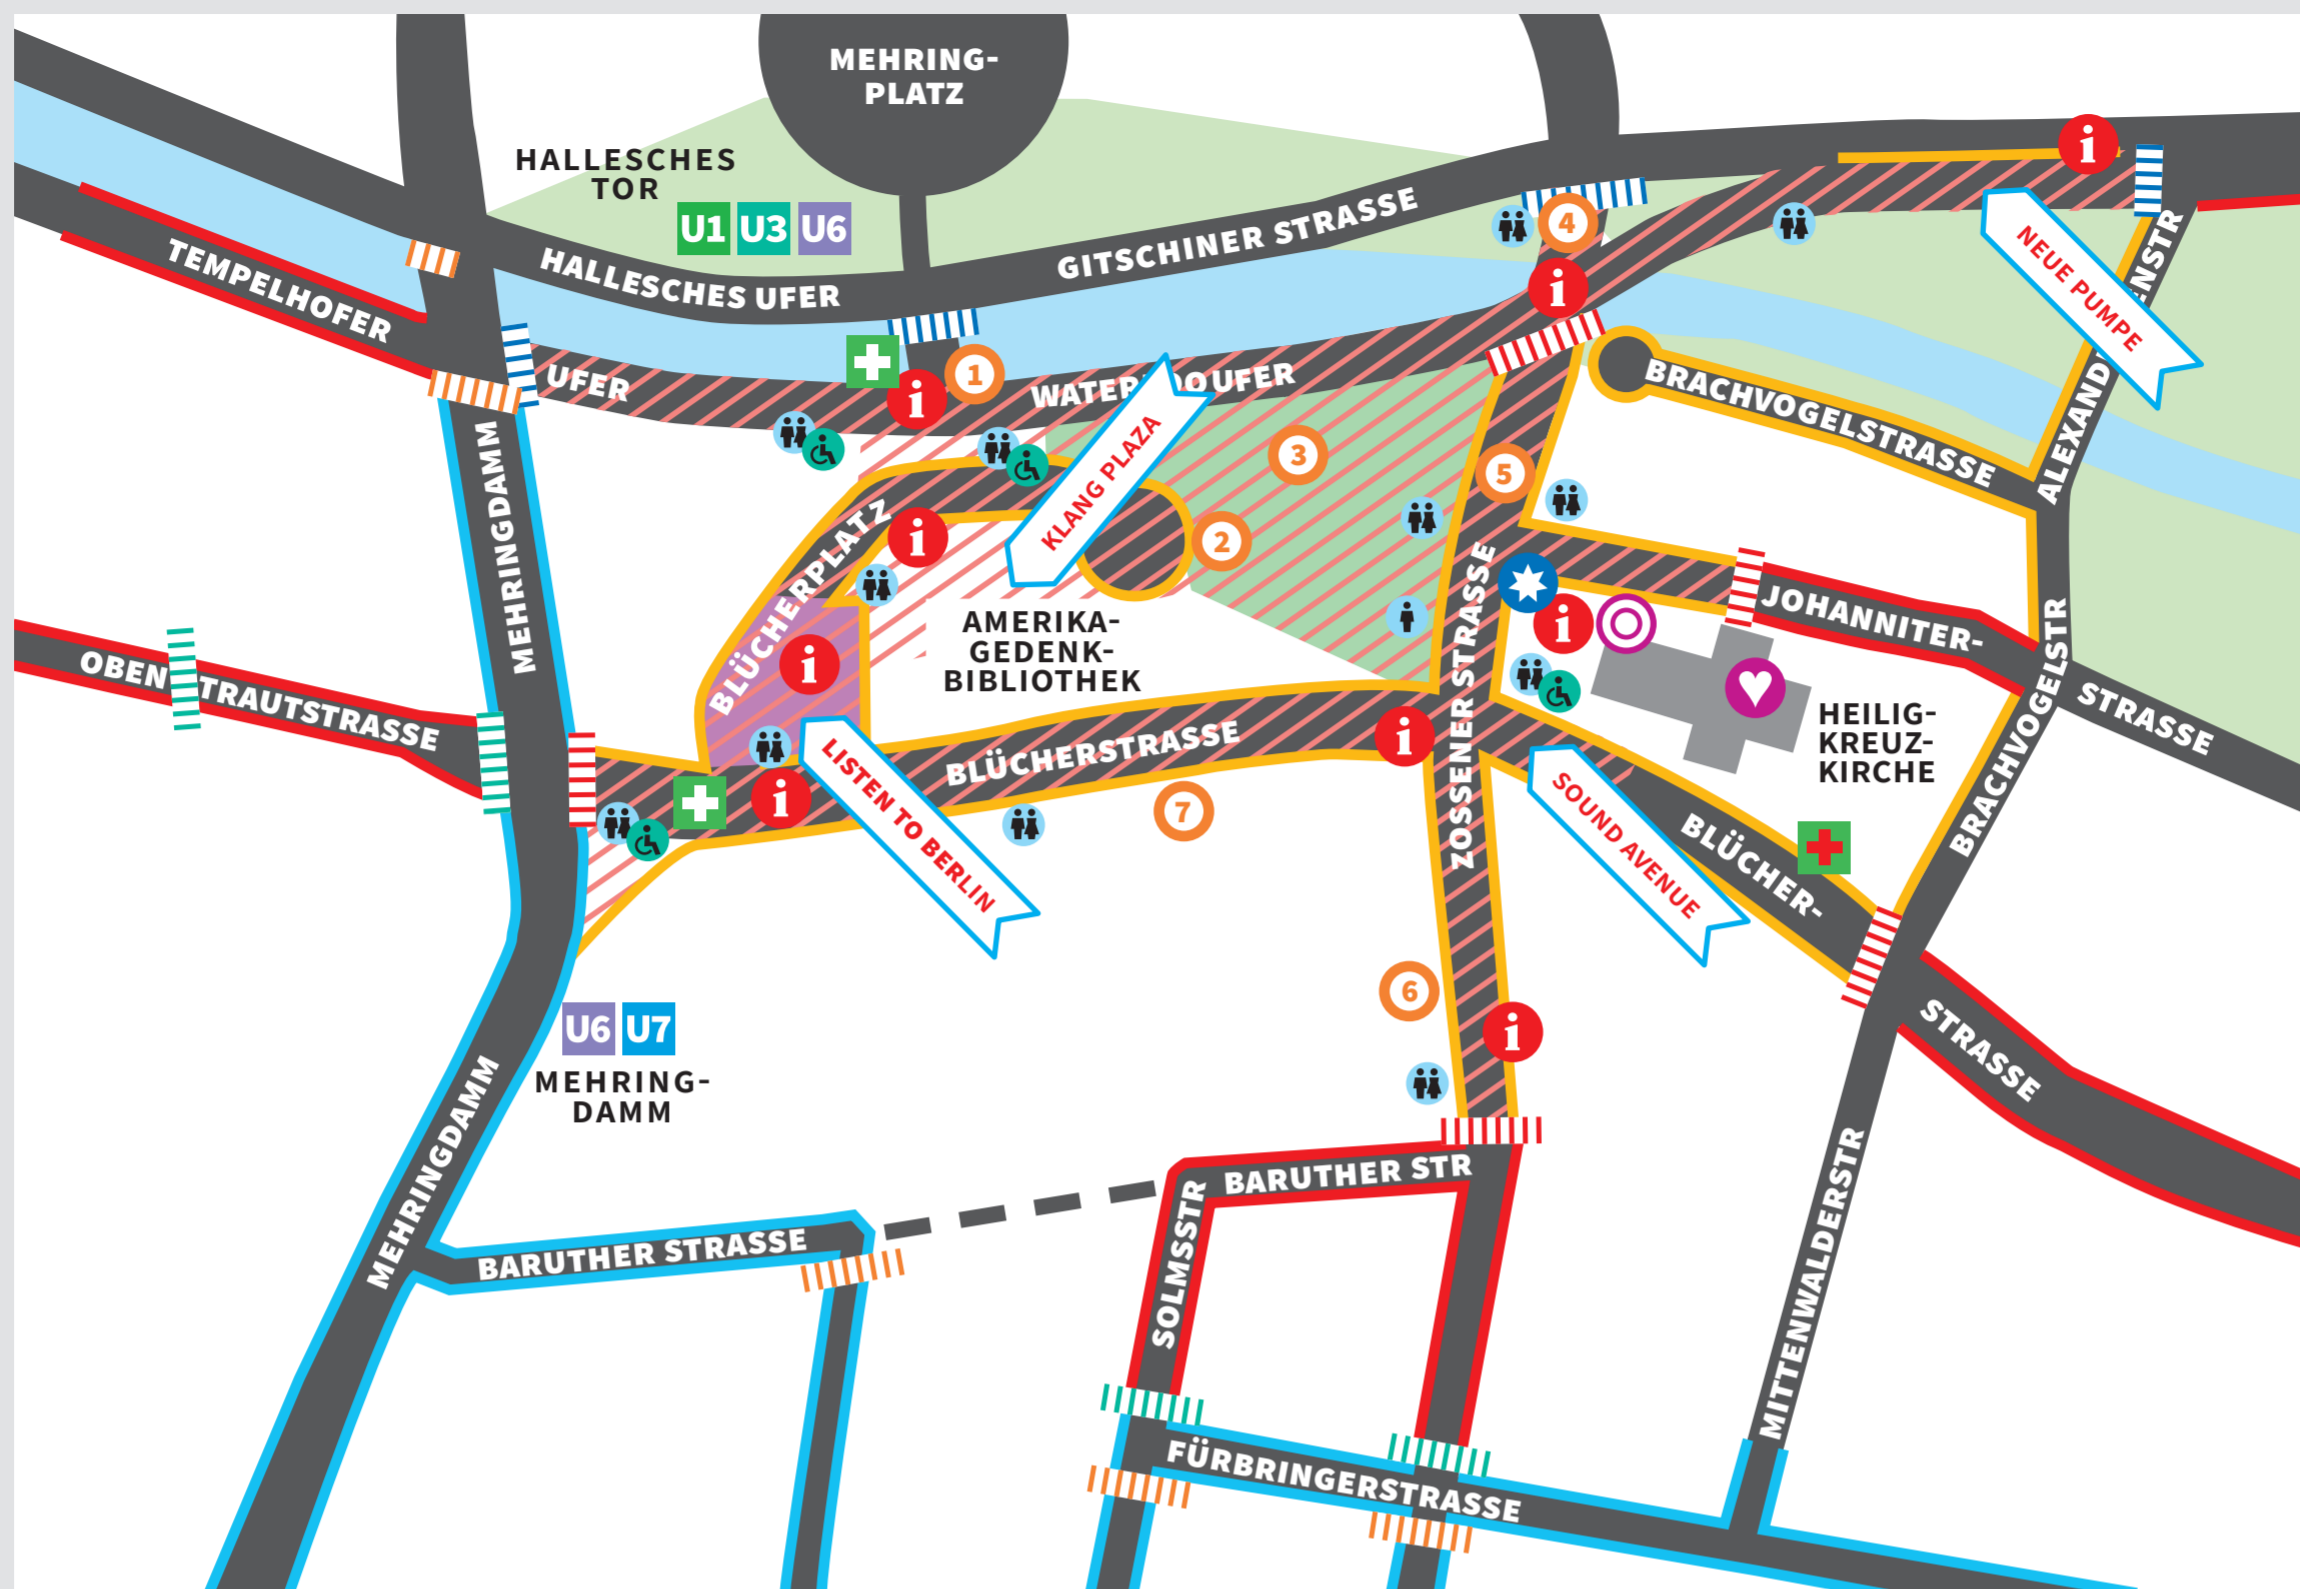 MEHRING-
PLATZ
HALLESCHES
TOR
U1 U3 U6
HALLESCHES UFER
GITSCHINER STRASSE
TEMPELHOFER
UFER
WATER
OUFER
KLANG PLAZA
NEUE PUMPE
BRACHVOGELSTRASSE
ALEXAND
NSTR
1
2
3
4
5
6
7
i
i
i
i
i
i
i
i
i
MEHRINGDAMM
BLÜCHERPLATZ
AMERIKA-
GEDENK-
BIBLIOTHEK
ZOSSENER STRASSE
JOHANNITER-
STRASSE
BRACHVOGELSTR
HEILIG-
KREUZ-
KIRCHE
OBEN
TRAUTSTRASSE
BLÜCHERSTRASSE
LISTEN TO BERLIN
SOUND AVENUE
BLÜCHER-
STRASSE
U6 U7
MEHRING-
DAMM
MEHRINGDAMM
BARUTHER STRASSE
BARUTHER STR
SOLMSSTR
MITTENWALDERSTR
FÜRBRINGERSTRASSE